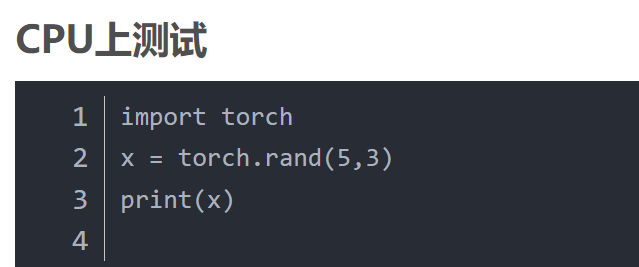 CPU上测试
1 import torch
2 x = torch.rand(5,3)
3 print(x)
4